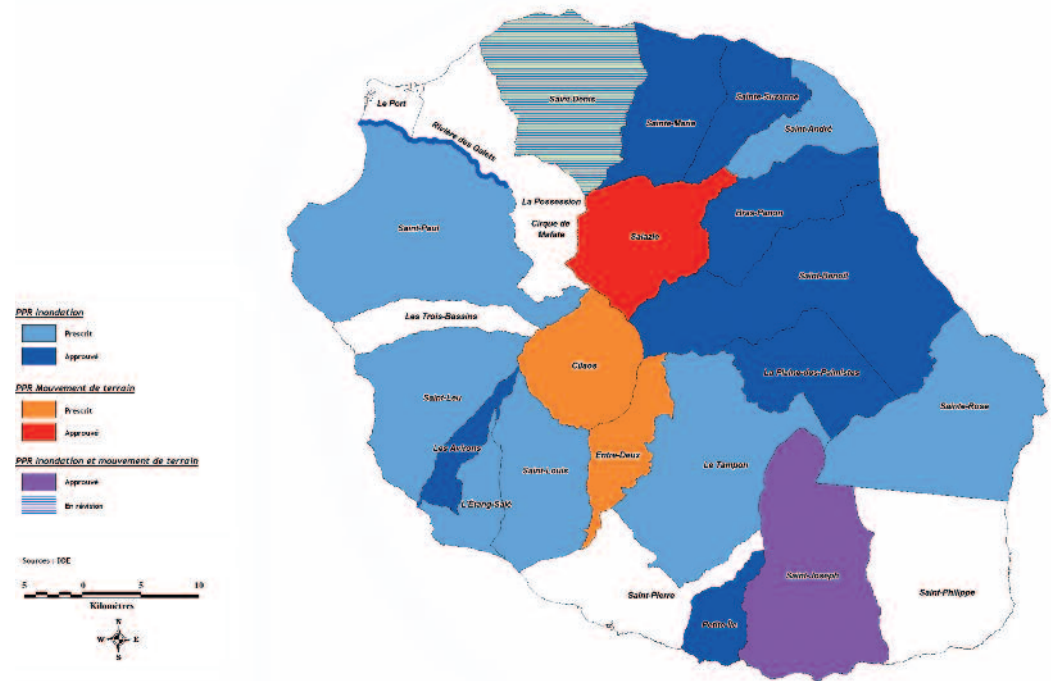 Saint-Denis
Sainte-Marie
Sainte-Suzanne
Saint-André
Le Port
Rivière des Galets
La Possession
Cirque de
Mafate
Salazie
Bras-Panon
Saint-Benoît
Saint-Paul
Les Trois-Bassins
Cilaos
La Plaine-des-Palmistes
Sainte-Rose
Saint-Leu
Les Avirons
Saint-Louis
Entre-Deux
Le Tampon
L'Étang-Salé
Saint-Pierre
Petite-Île
Saint-Joseph
Saint-Philippe
PPR Inondation
Prescrit
Approuvé
PPR Mouvement de terrain
Prescrit
Approuvé
PPR Inondation et mouvement de terrain
Approuvé
En révision
Sources : DDE
5 0 5 10
Kilomètres
N
W E
S